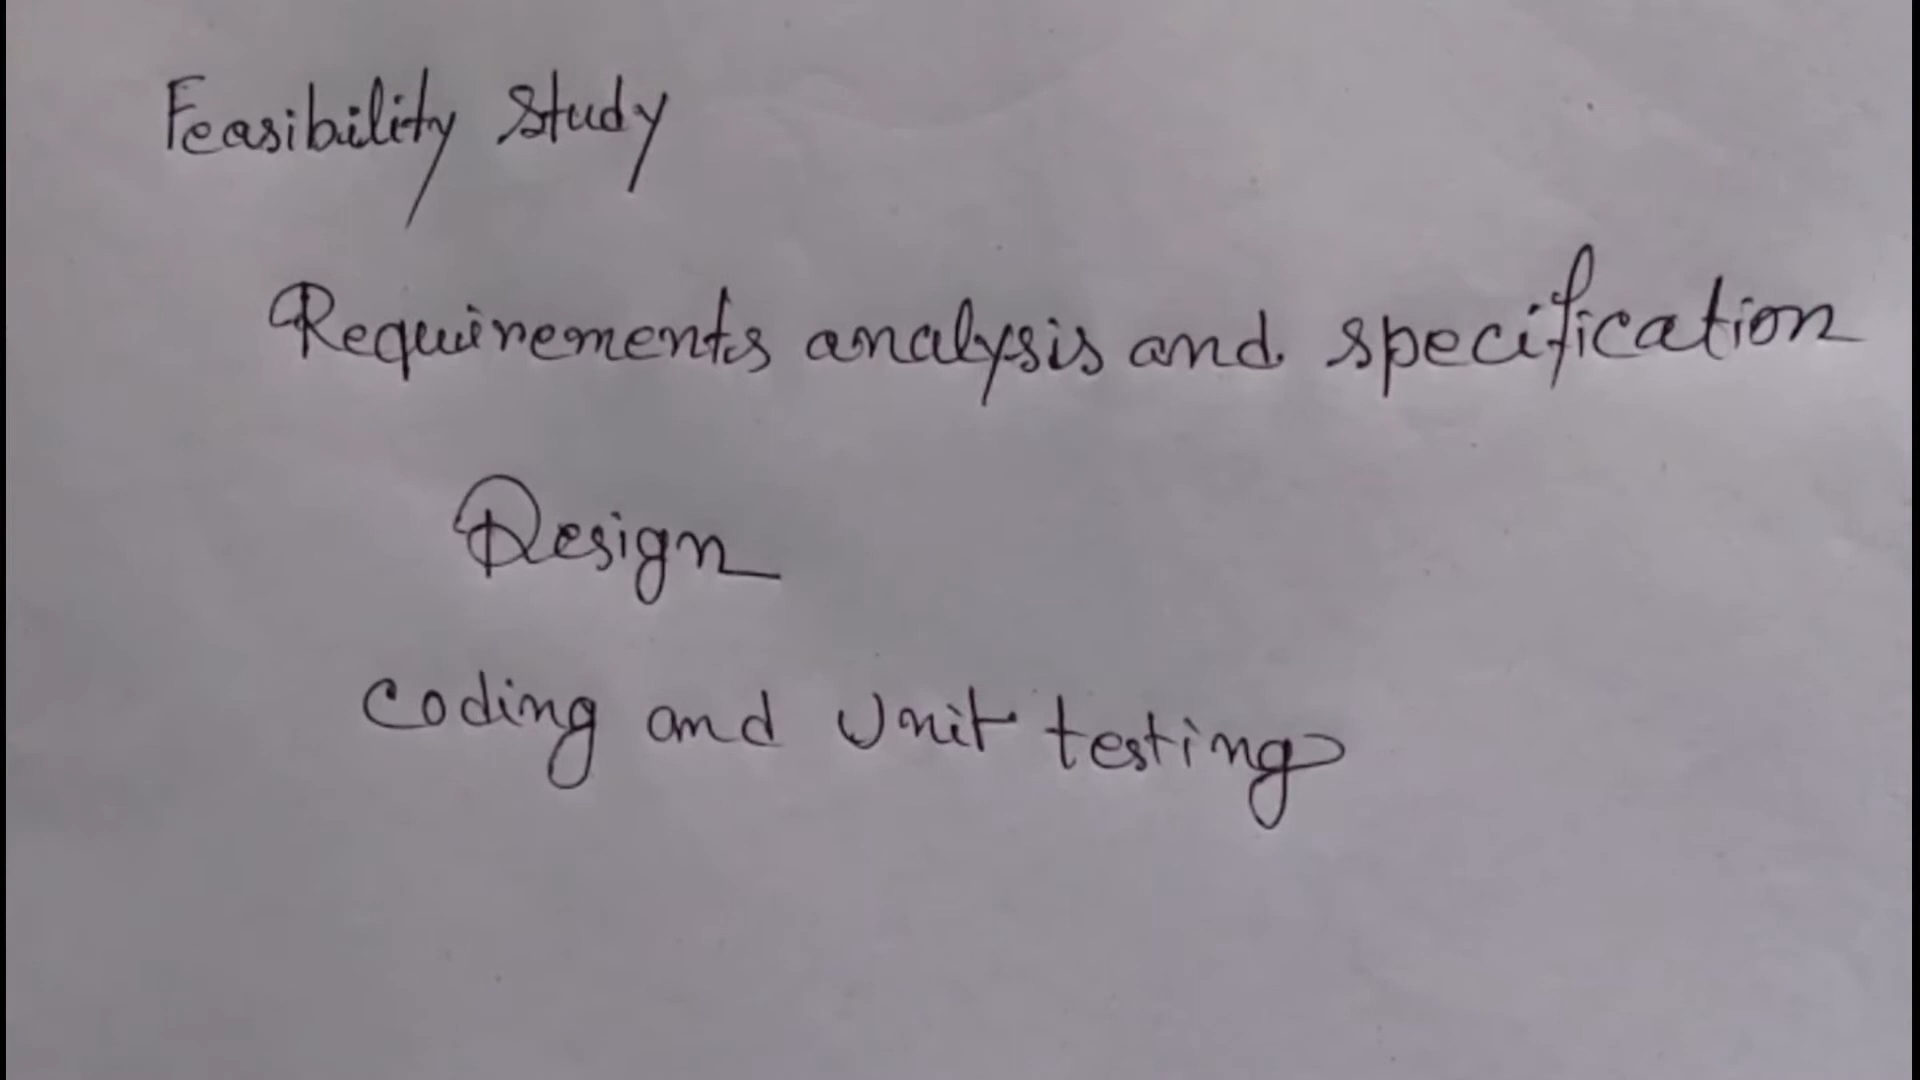 Feasibility Study
Requirements analysis and specification
Design
Coding and Unit testing